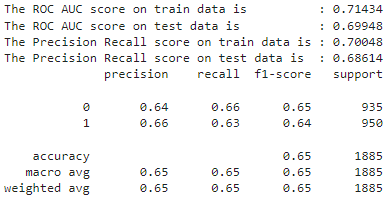 The ROC AUC score on train data is          : 0.71434
The ROC AUC score on test data is           : 0.69948
The Precision Recall score on train data is : 0.70048
The Precision Recall score on test data is  : 0.68614
              precision    recall  f1-score   support

           0       0.64      0.66      0.65       935
           1       0.66      0.63      0.64       950

    accuracy                           0.65      1885
   macro avg       0.65      0.65      0.65      1885
weighted avg       0.65      0.65      0.65      1885